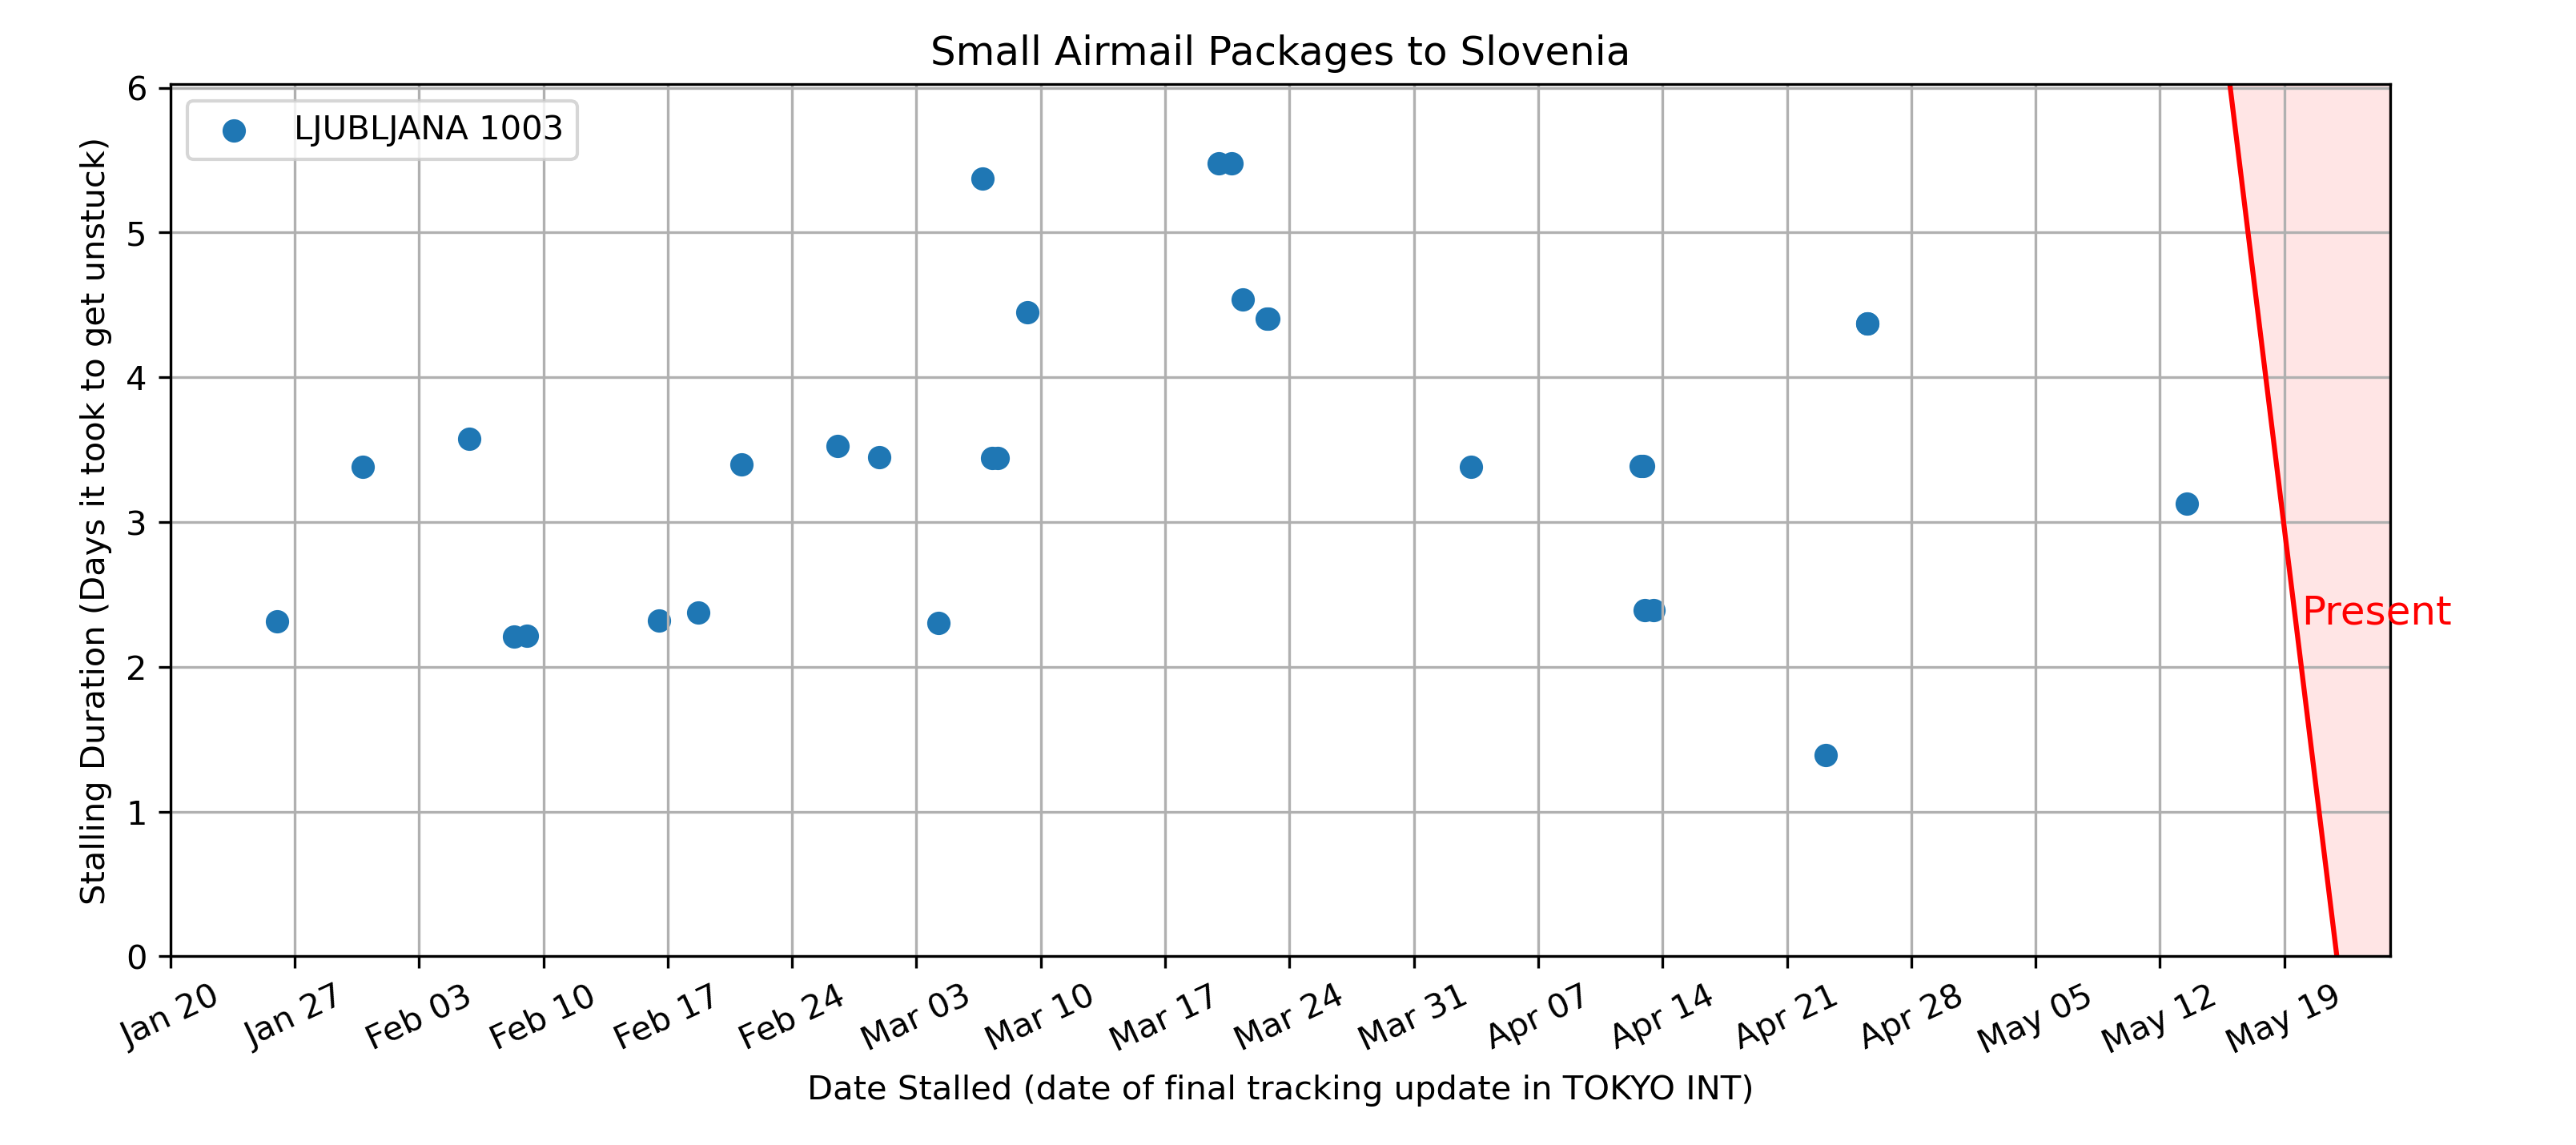 Small Airmail Packages to Slovenia
LJUBLJANA 1003
Stalling Duration (Days it took to get unstuck)
6
5
4
3
2
1
0
Present
Jan 20
Jan 27
Feb 03
Feb 10
Feb 17
Feb 24
Mar 03
Mar 10
Mar 17
Mar 24
Mar 31
Apr 07
Apr 14
Apr 21
Apr 28
May 05
May 12
May 19
Date Stalled (date of final tracking update in TOKYO INT)